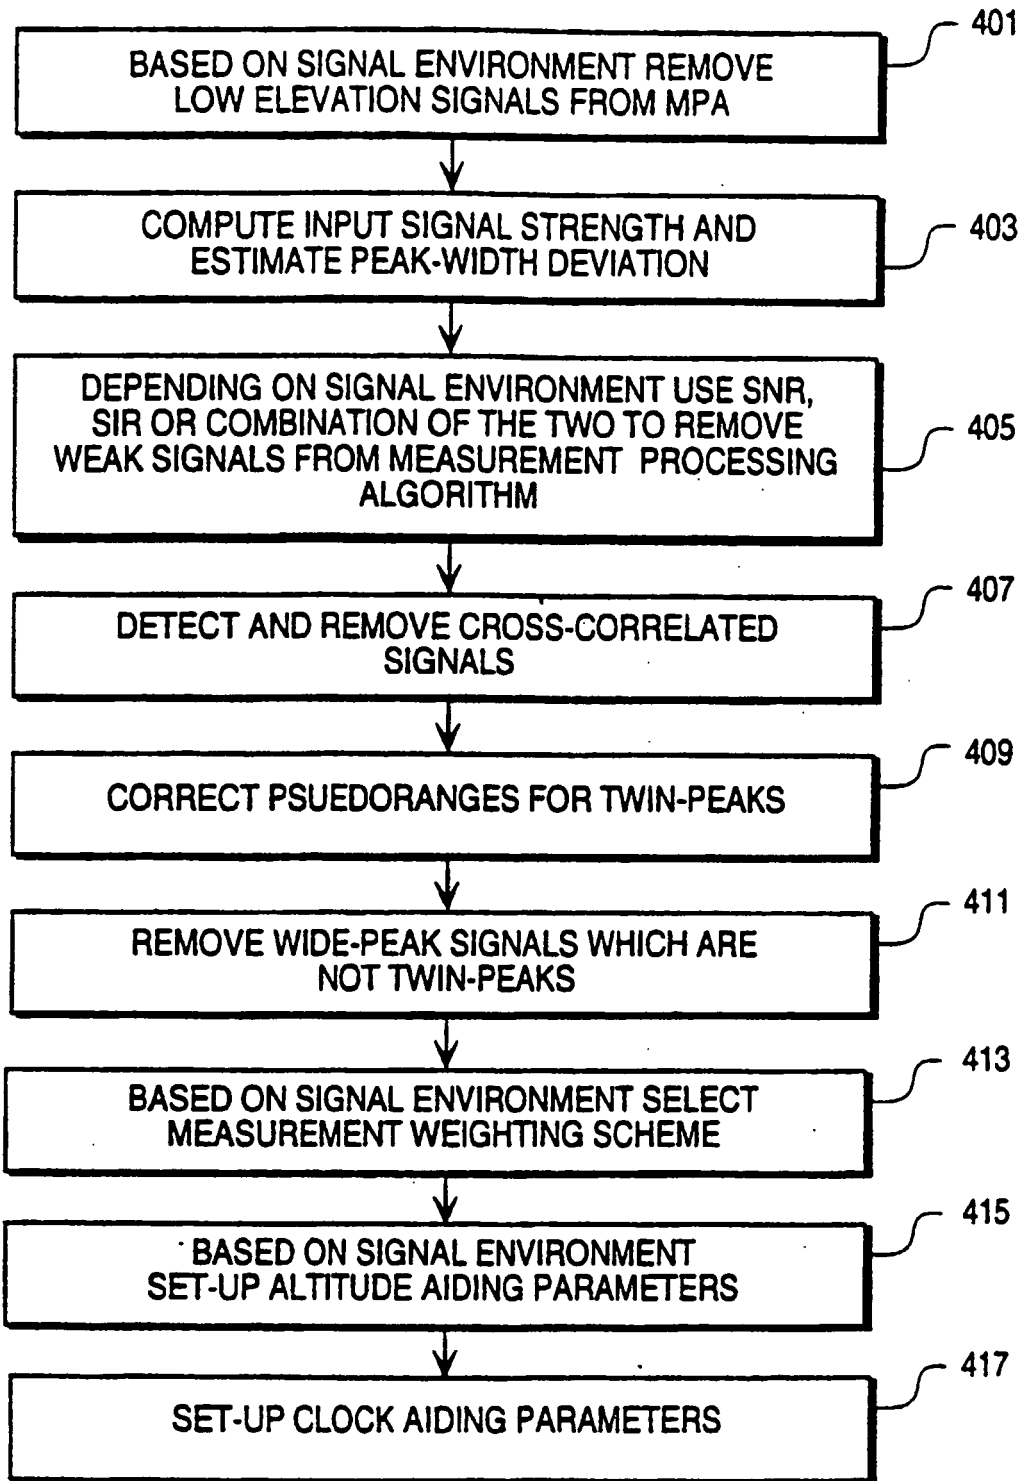 401
BASED ON SIGNAL ENVIRONMENT REMOVE
LOW ELEVATION SIGNALS FROM MPA
COMPUTE INPUT SIGNAL STRENGTH AND
ESTIMATE PEAK-WIDTH DEVIATION
403
DEPENDING ON SIGNAL ENVIRONMENT USE SNR,
SIR OR COMBINATION OF THE TWO TO REMOVE
WEAK SIGNALS FROM MEASUREMENT PROCESSING
ALGORITHM
405
DETECT AND REMOVE CROSS-CORRELATED
SIGNALS
407
CORRECT PSUEDORANGES FOR TWIN-PEAKS
409
REMOVE WIDE-PEAK SIGNALS WHICH ARE
NOT TWIN-PEAKS
411
BASED ON SIGNAL ENVIRONMENT SELECT
MEASUREMENT WEIGHTING SCHEME
413
BASED ON SIGNAL ENVIRONMENT
SET-UP ALTITUDE AIDING PARAMETERS
415
SET-UP CLOCK AIDING PARAMETERS
417